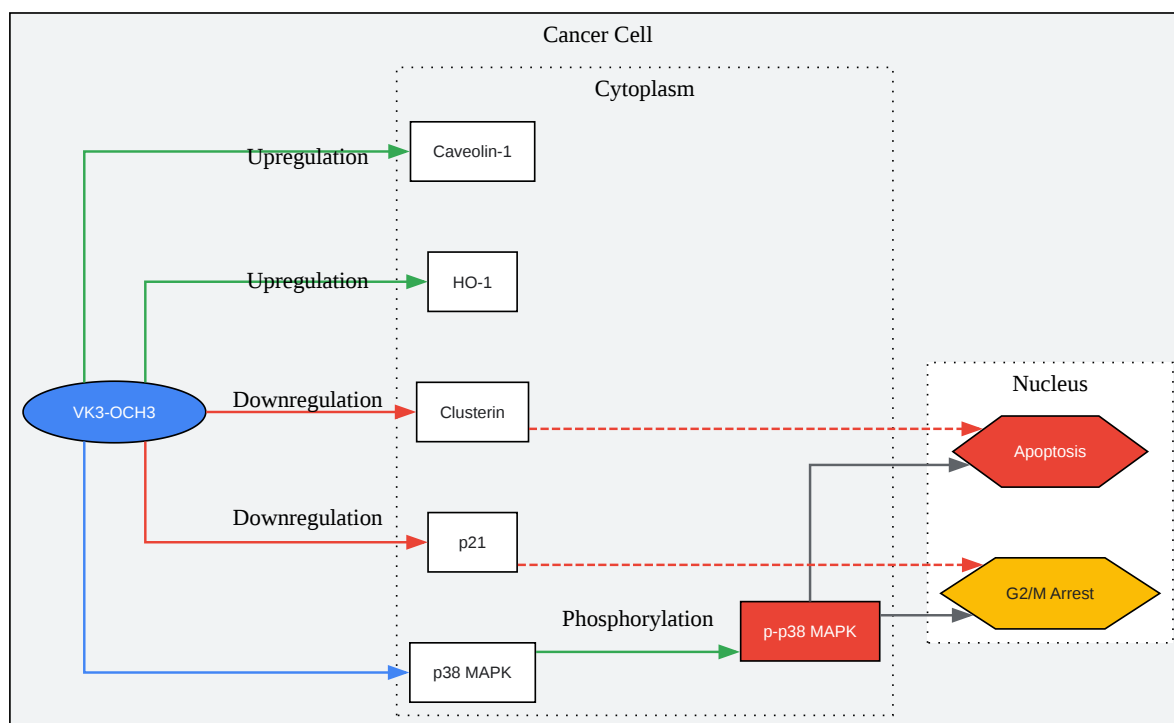 Cancer Cell
Cytoplasm
Caveolin-1
Upregulation
HO-1
Upregulation
Nucleus
Downregulation
VK3-OCH3
Clusterin
Apoptosis
Downregulation
p21
G2/M Arrest
Phosphorylation
p-p38 MAPK
p38 MAPK